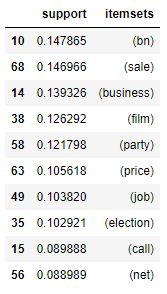 support itemsets
10 0.147865 (bn)
68 0.146966 (sale)
14 0.139326 (business)
38 0.126292 (film)
58 0.121798 (party)
63 0.105618 (price)
49 0.103820 (job)
35 0.102921 (election)
15 0.089888 (call)
56 0.088989 (net)